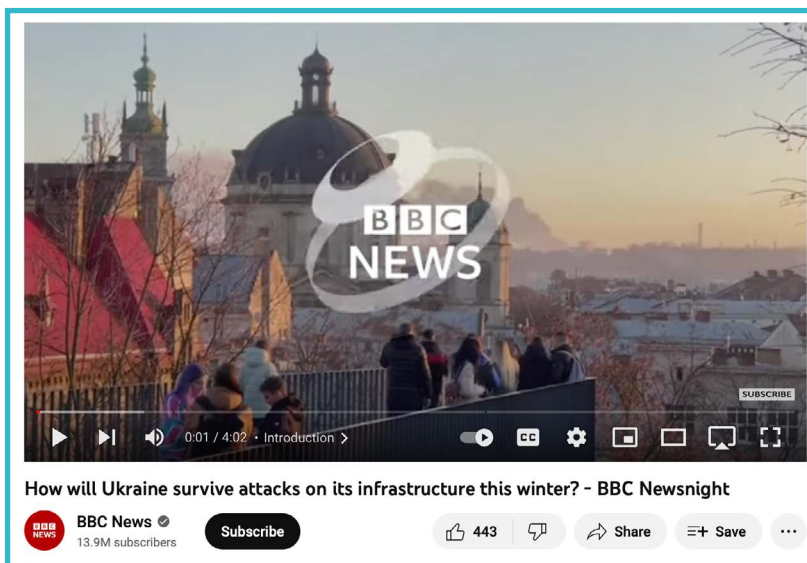 BBC
NEWS
SUBSCRIBE
0:01 / 4:02 • Introduction
CC
How will Ukraine survive attacks on its infrastructure this winter? - BBC Newsnight
BBC
NEWS
BBC News
13.9M subscribers
Subscribe
443
Share
Save